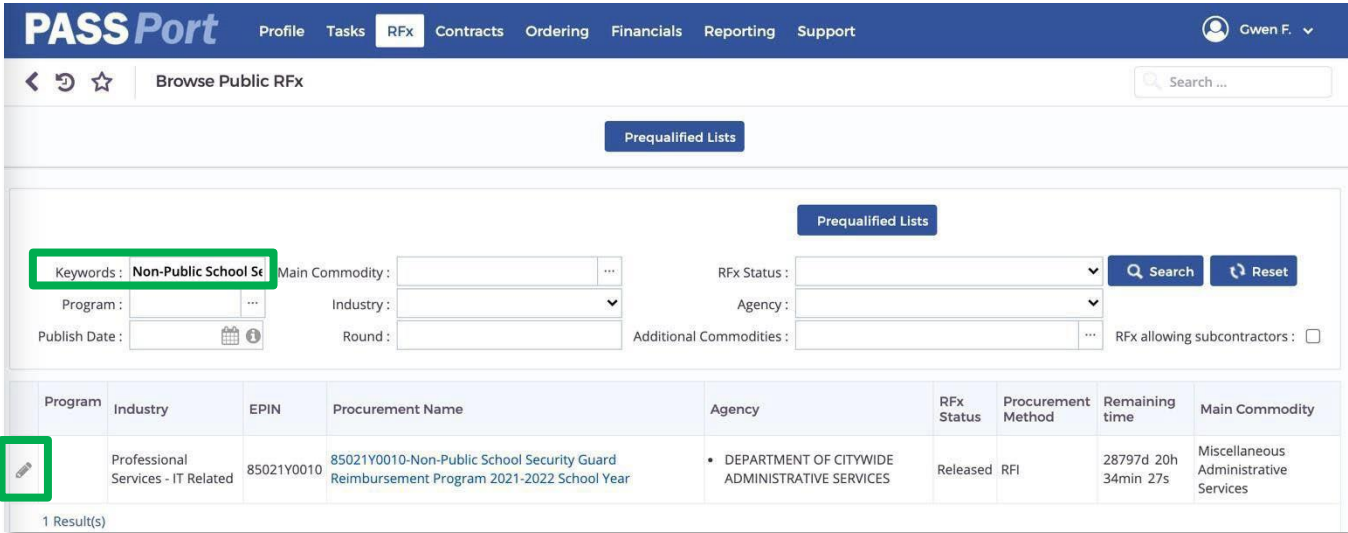 PASSPort Profile Tasks RFx Contracts Ordering Financials Reporting Support Gwen F.
Browse Public RFx Search ...
Prequalified Lists
Prequalified Lists
Keywords : Non-Public School Se Main Commodity : ... RFx Status : Search Reset
Program : ... Industry : Agency :
Publish Date : Round : Additional Commodities : ... RFx allowing subcontractors :
Program Industry EPIN Procurement Name Agency RFx Status Procurement Method Remaining time Main Commodity
Professional Services - IT Related 85021Y0010 85021Y0010-Non-Public School Security Guard Reimbursement Program 2021-2022 School Year • DEPARTMENT OF CITYWIDE ADMINISTRATIVE SERVICES Released RFI 28797d 20h 34min 27s Miscellaneous Administrative Services
1 Result(s)